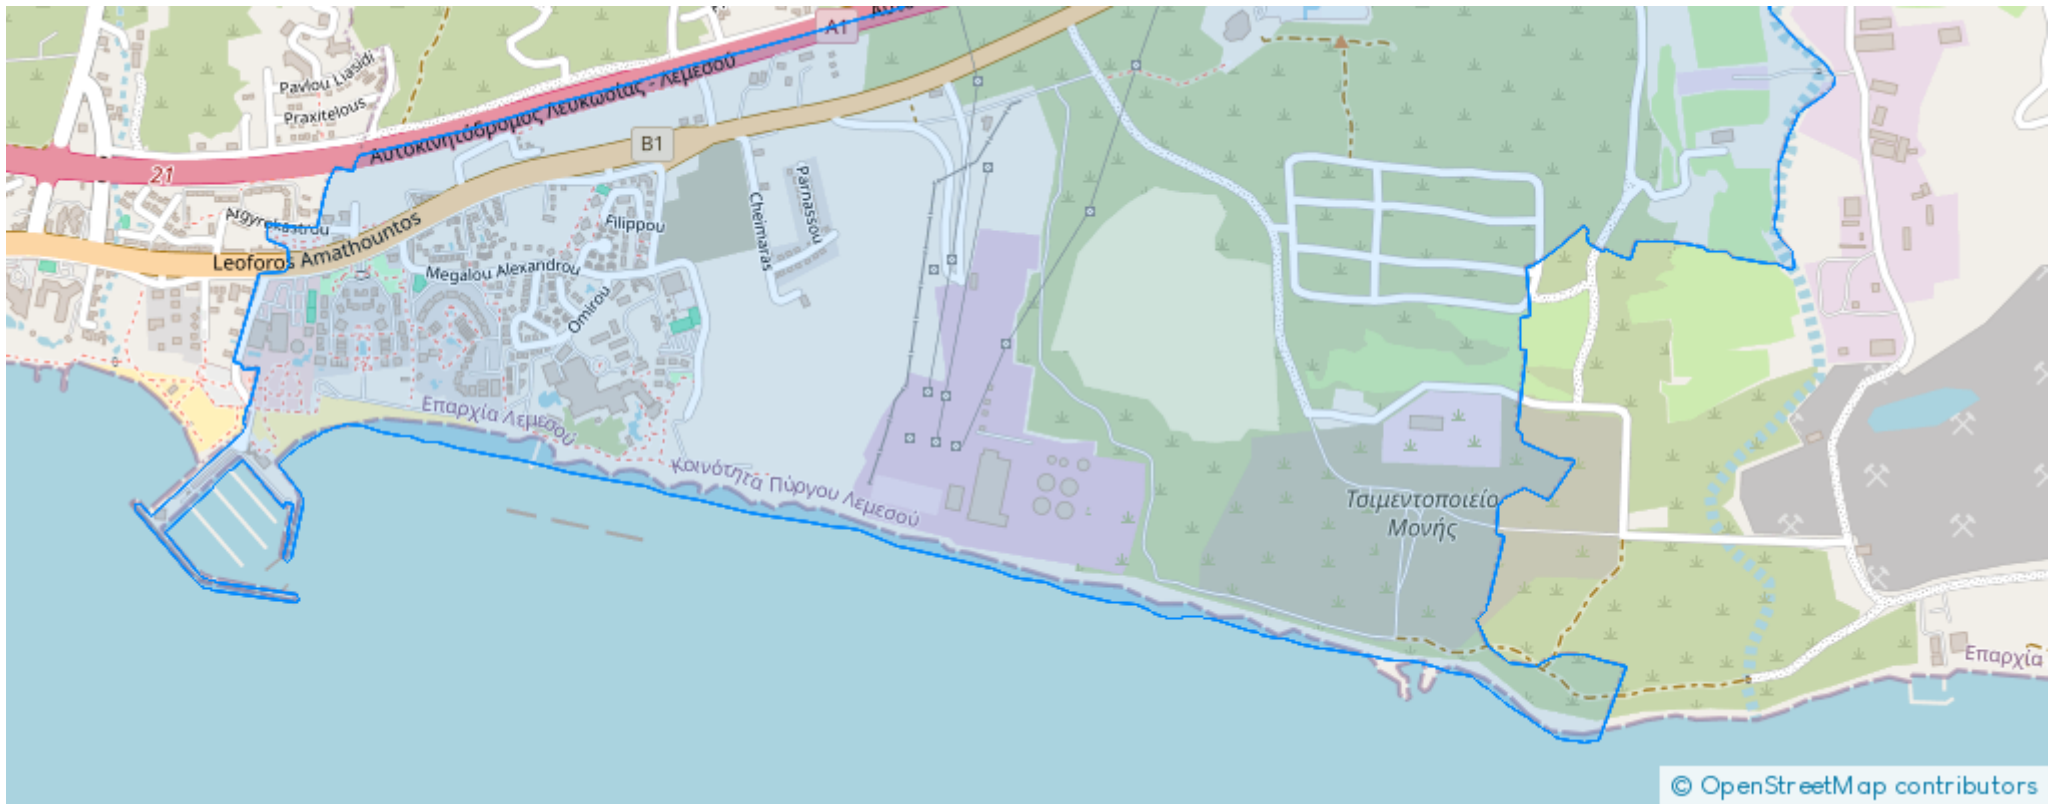 A1
Αυτοκινητόδρομος Λευκωσίας - Λεμεσού
Pavlou Liasidi
Praxitelous
21
B1
Argyrokastrou
Leoforos Amathountos
Filippou
Megalou Alexandrou
Omirou
Cheimaras
Parnassou
Επαρχία Λεμεσού
Κοινότητα Πύργου Λεμεσού
Τσιμεντοποιείο
Μονής
Επαρχία
© OpenStreetMap contributors